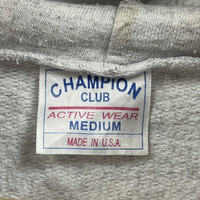 CHAMPION
CLUB
ACTIVE WEAR
MEDIUM
MADE IN U.S.A.